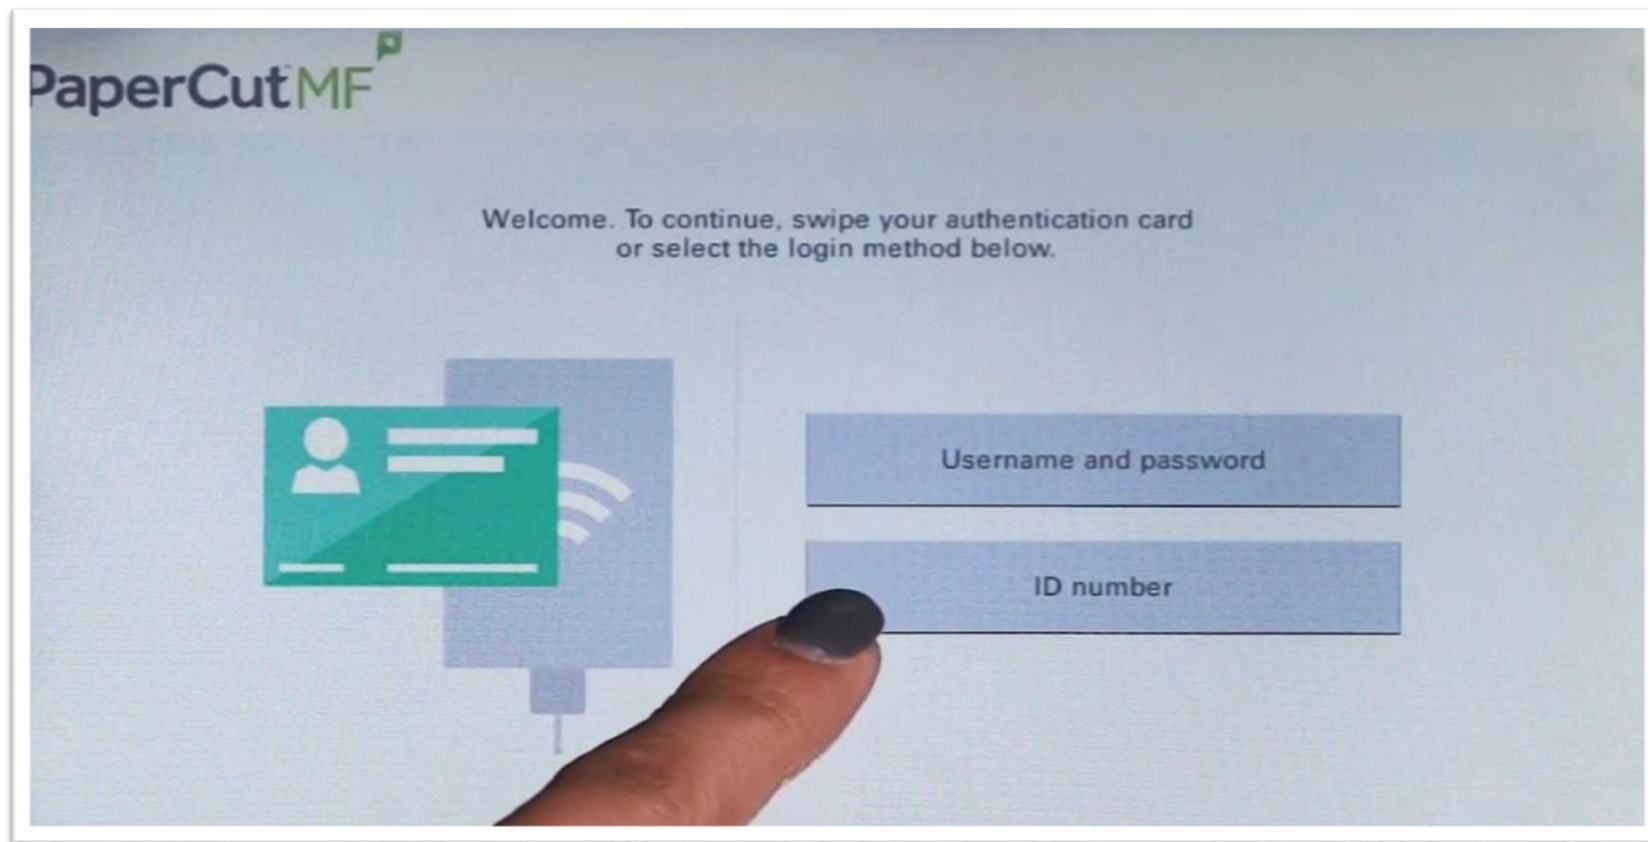 PaperCut MF
Welcome. To continue, swipe your authentication card
or select the login method below.
Username and password
ID number